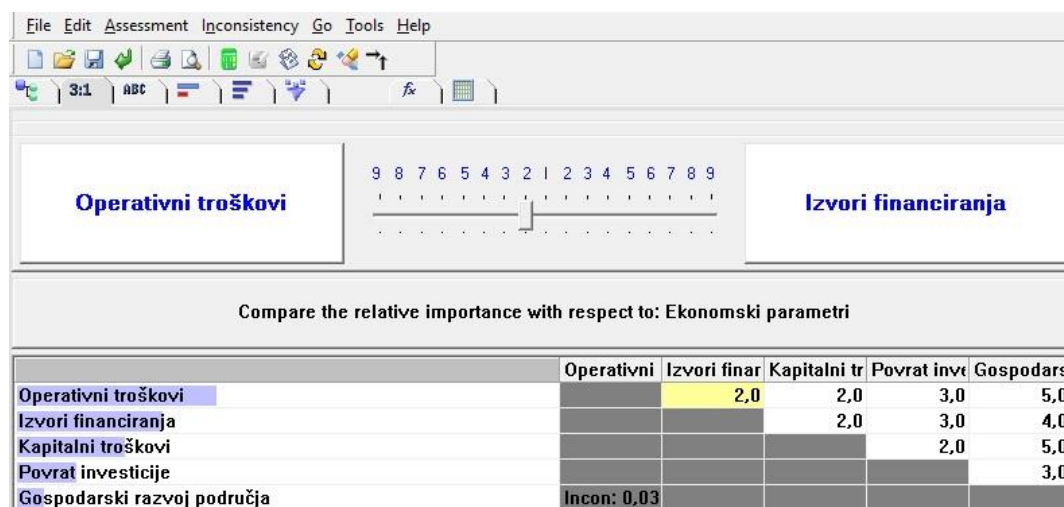 File Edit Assessment Inconsistency Go Tools Help
3:1 ABC fx
9 8 7 6 5 4 3 2 1 2 3 4 5 6 7 8 9
Operativni troškovi Izvori financiranja
Compare the relative importance with respect to: Ekonomski parametri
Operativni Izvori finar Kapitalni tr Povrat inve Gospodars
Operativni troškovi 2,0 2,0 3,0 5,0
Izvori financiranja 2,0 3,0 4,0
Kapitalni troškovi 2,0 5,0
Povrat investicije 3,0
Gospodarski razvoj područja Incon: 0,03